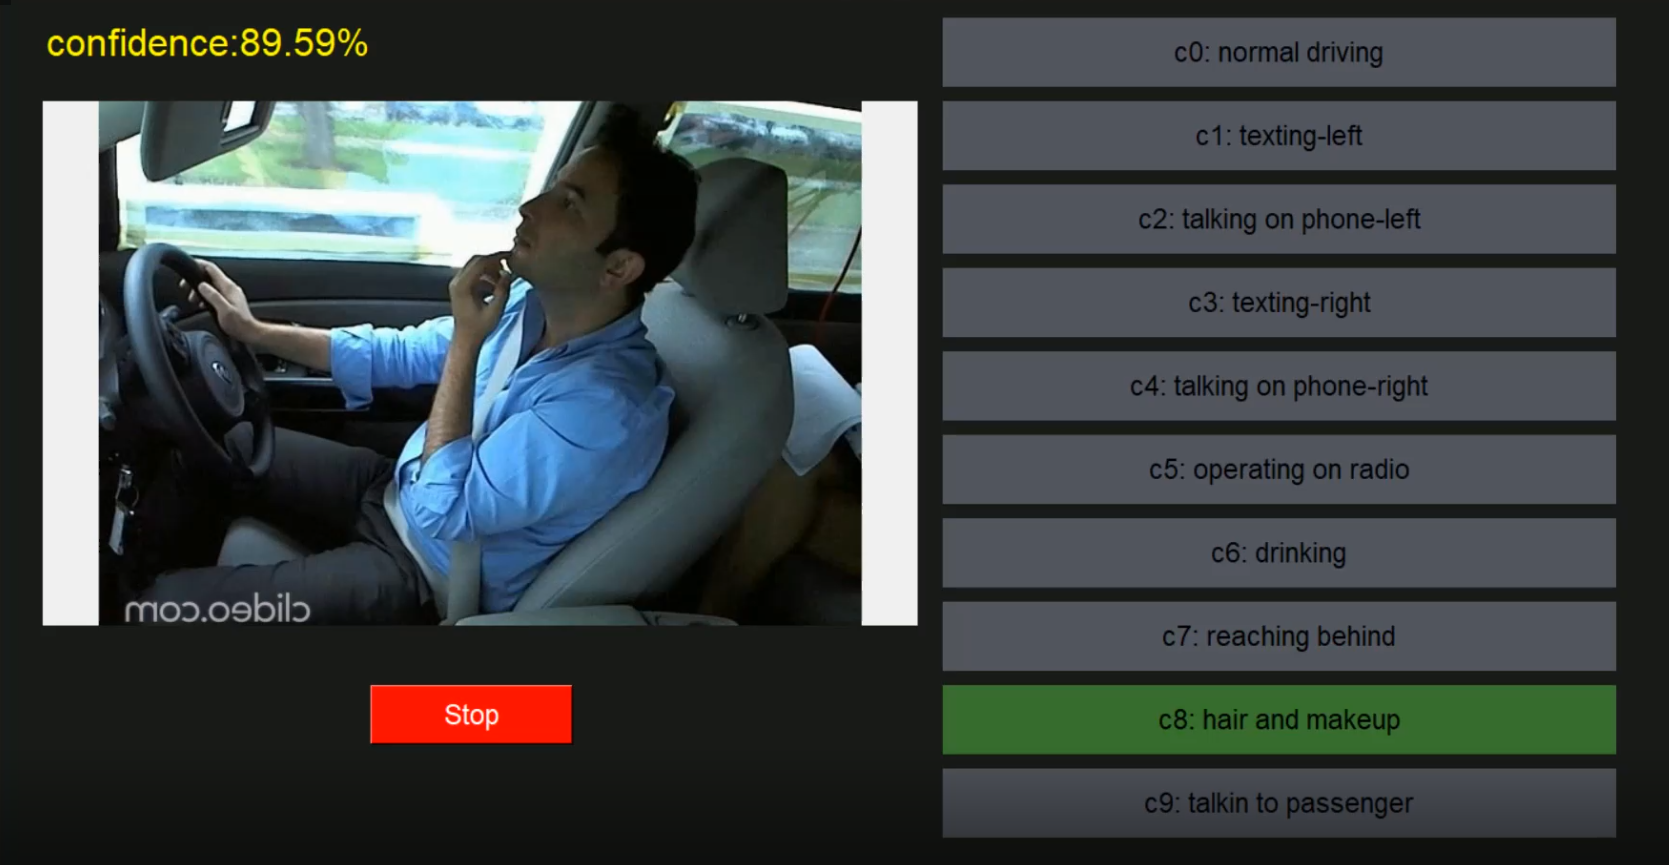 confidence:89.59%
c0: normal driving
c1: texting-left
c2: talking on phone-left
c3: texting-right
c4: talking on phone-right
c5: operating on radio
c6: drinking
c7: reaching behind
c8: hair and makeup
c9: talkin to passenger
clideo.com
Stop